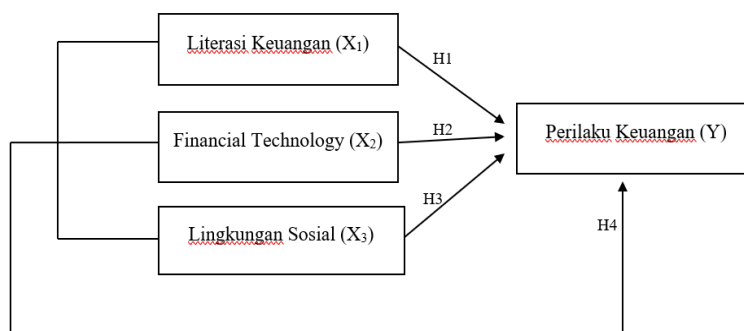 Literasi Keuangan (X₁)
H1
Financial Technology (X₂)
H2
Perilaku Keuangan (Y)
H3
Lingkungan Sosial (X₃)
H4